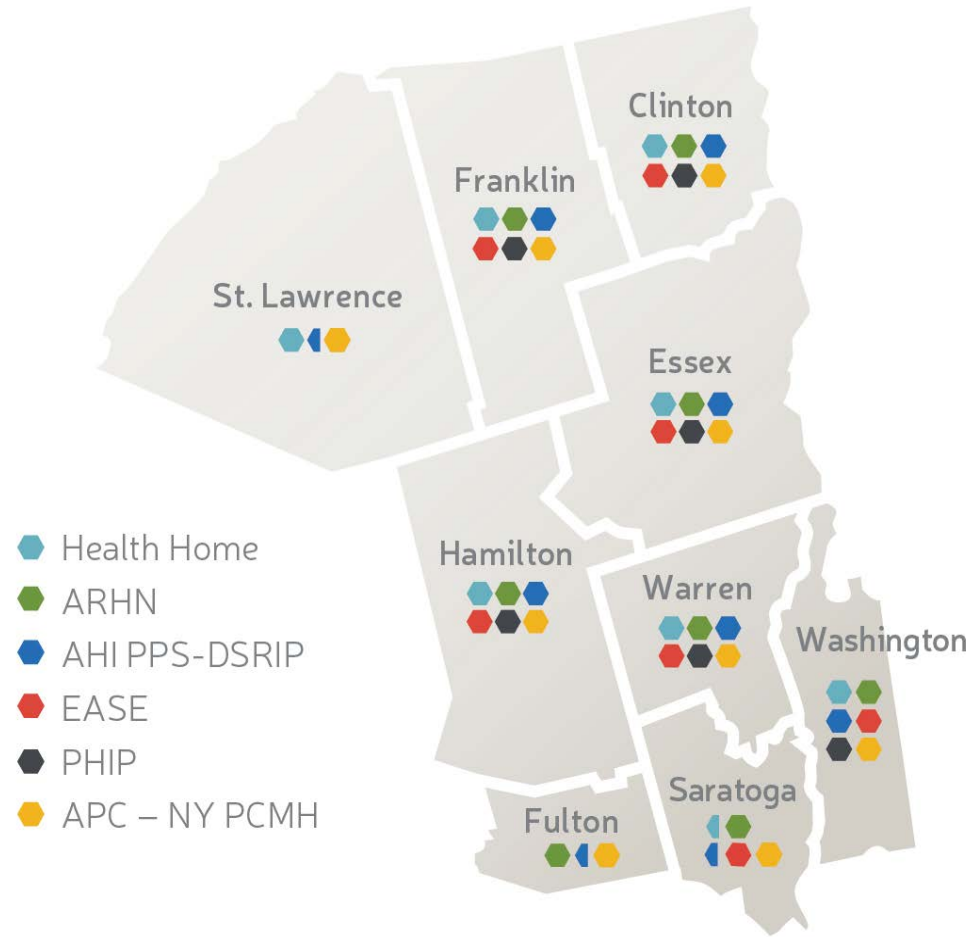 Clinton
Franklin
St. Lawrence
Essex
Hamilton
Warren
Washington
Saratoga
Fulton
Health Home
ARHN
AHI PPS-DSRIP
EASE
PHIP
APC – NY PCMH